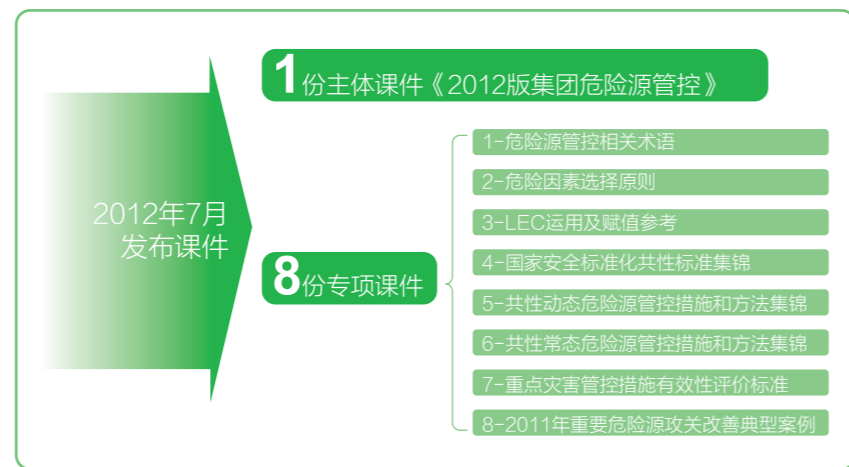 2012年7月
发布课件
1份主体课件《2012版集团危险源管控》
8份专项课件
1-危险源管控相关术语
2-危险因素选择原则
3-LEC运用及赋值参考
4-国家安全标准化共性标准集锦
5-共性动态危险源管控措施和方法集锦
6-共性常态危险源管控措施和方法集锦
7-重点灾害管控措施有效性评价标准
8-2011年重要危险源攻关改善典型案例